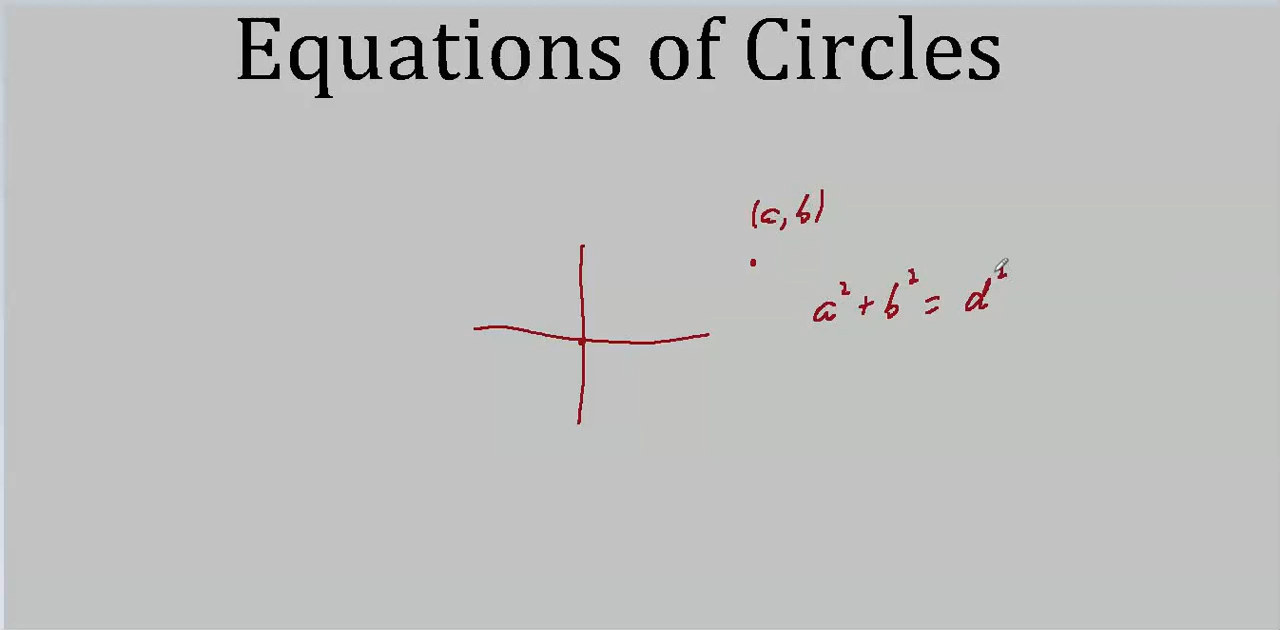 Equations of Circles
(a, b)
a² + b² = d²